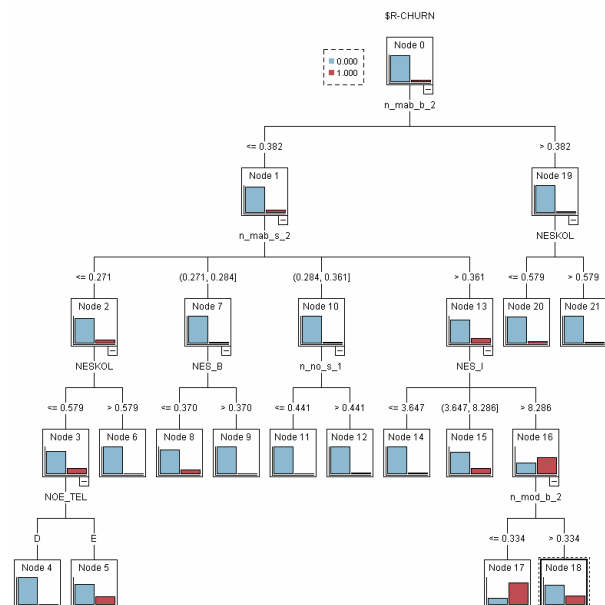 $R-CHURN
Node 0
0.000
1.000
n_mab_b_2
<= 0.382
> 0.382
Node 1
Node 19
n_mab_s_2
NESKOL
<= 0.271
(0.271, 0.284]
(0.284, 0.361]
> 0.361
<= 0.579
> 0.579
Node 2
Node 7
Node 10
Node 13
Node 20
Node 21
NESKOL
NES_B
n_no_s_1
NES_I
<= 0.579
> 0.579
<= 0.370
> 0.370
<= 0.441
> 0.441
<= 3.647
(3.647, 8.286]
> 8.286
Node 3
Node 6
Node 8
Node 9
Node 11
Node 12
Node 14
Node 15
Node 16
NOE_TEL
n_mod_b_2
D
E
<= 0.334
> 0.334
Node 4
Node 5
Node 17
Node 18